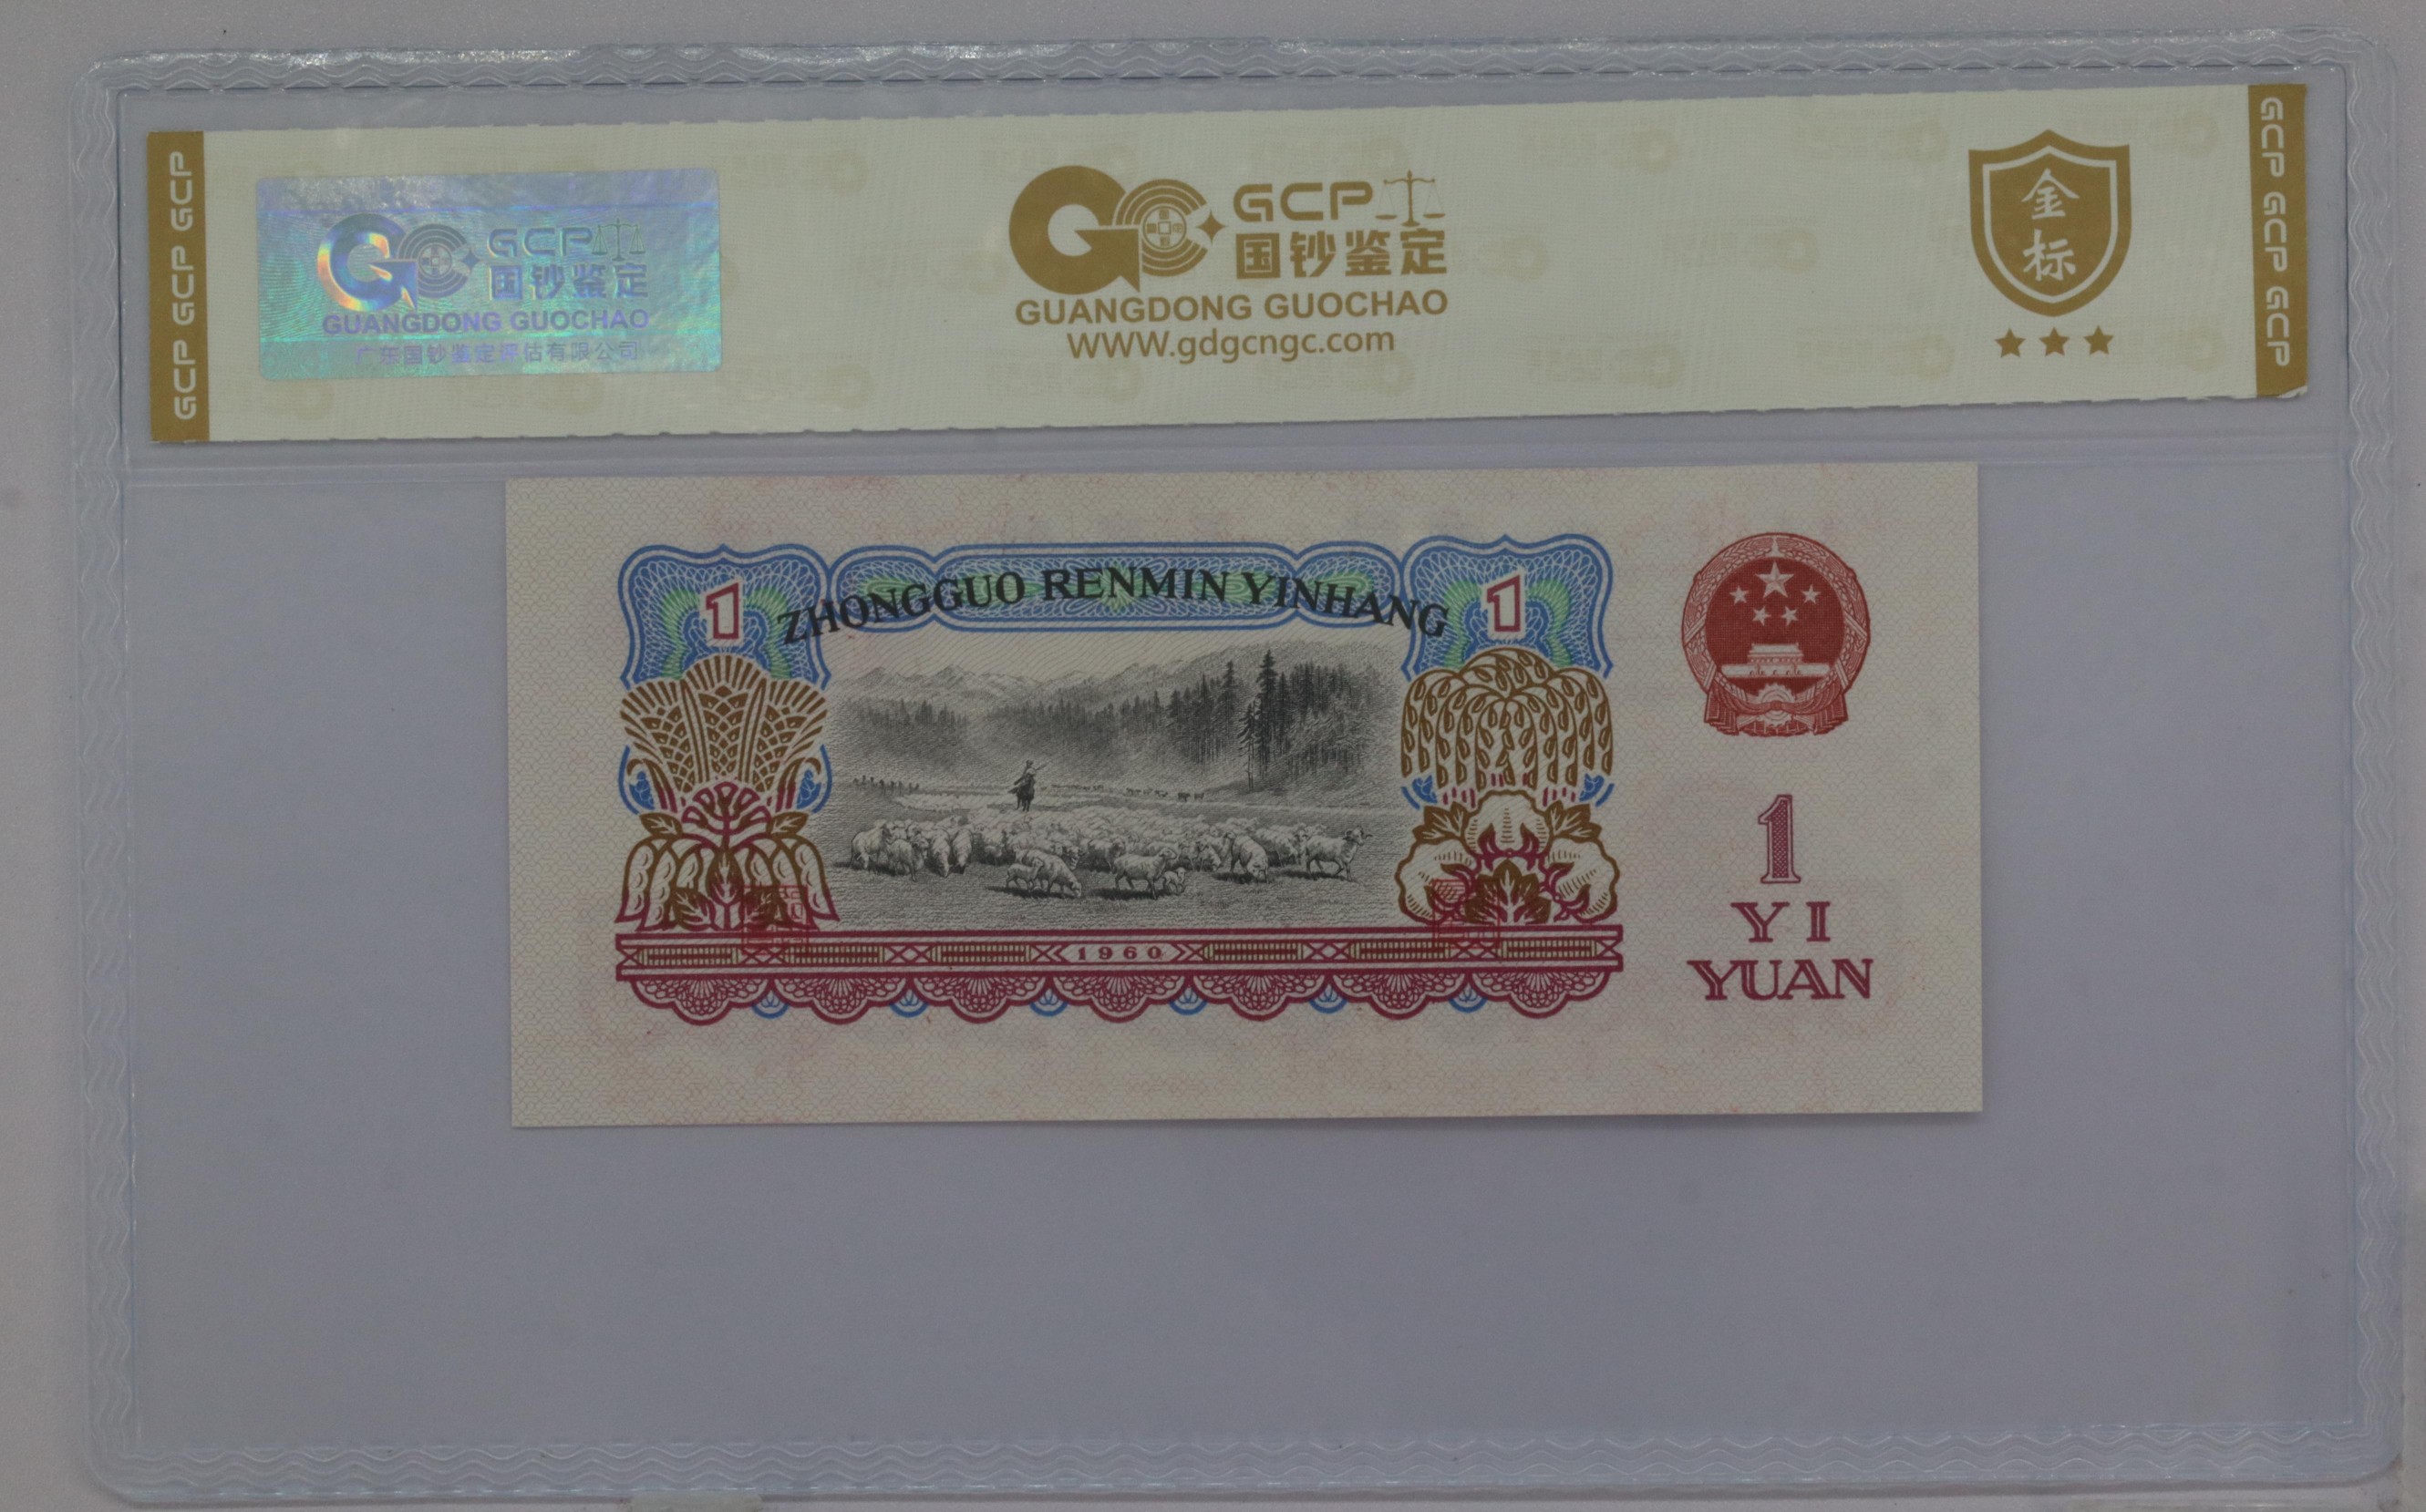 GCP GCP GCP
GCP
国钞鉴定
GUANGDONG GUOCHAO
广东国钞鉴定评估有限公司
GCP
国钞鉴定
GUANGDONG GUOCHAO
www.gdgcngc.com
金
标
GCP GCP GCP
1
ZHONGGUO RENMIN YINHANG
1
1960
1
YI
YUAN